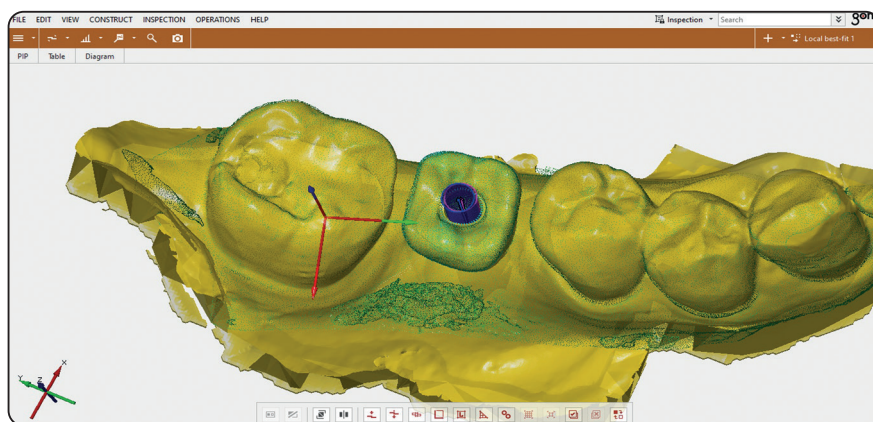 FILE EDIT VIEW CONSTRUCT INSPECTION OPERATIONS HELP Inspection Search
Local best-fit 1
PIP Table Diagram
X
Y Z